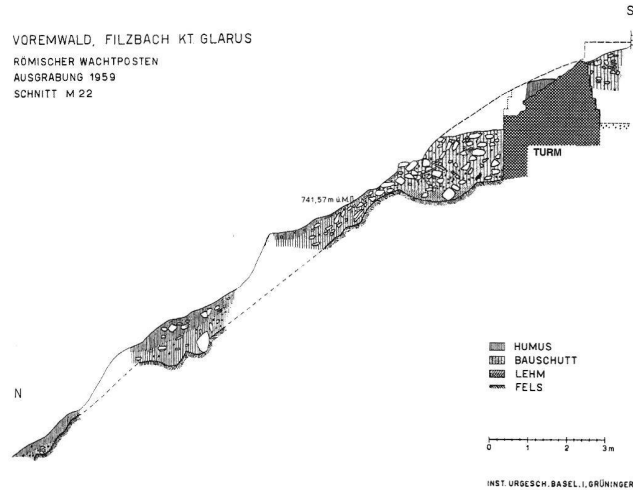 S
VOREMWALD, FILZBACH KT. GLARUS
RÖMISCHER WACHTPOSTEN
AUSGRABUNG 1959
SCHNITT M 22
TURM
741,57m ü.M.
HUMUS
BAUSCHUTT
LEHM
FELS
N
0 1 2 3 m
INST. URGESCH. BASEL. I. GRÜNINGER